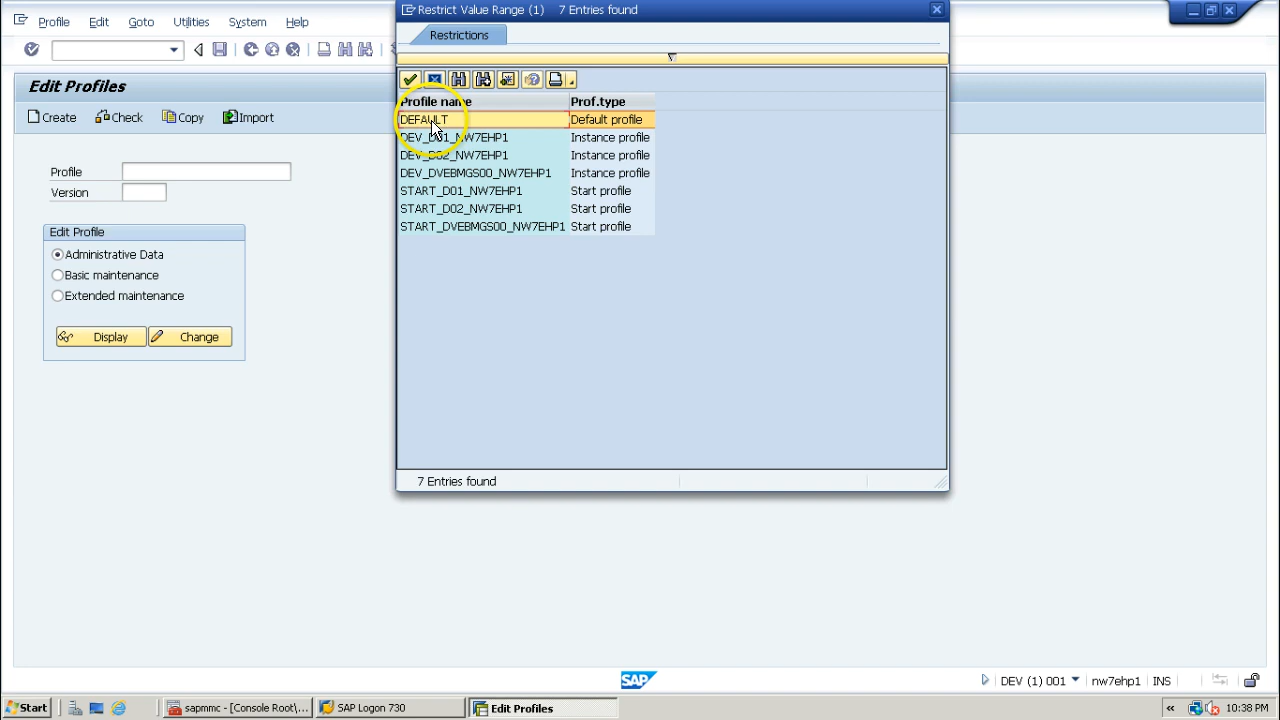 Profile Edit Goto Utilities System Help
Restrict Value Range (1) 7 Entries found
Restrictions
Edit Profiles
Create Check Copy Import
Profile name Prof.type
DEFAULT Default profile
DEV_D01_NW7EHP1 Instance profile
DEV_D02_NW7EHP1 Instance profile
DEV_DVEBMGS00_NW7EHP1 Instance profile
START_D01_NW7EHP1 Start profile
START_D02_NW7EHP1 Start profile
START_DVEBMGS00_NW7EHP1 Start profile
Profile
Version
Edit Profile
Administrative Data
Basic maintenance
Extended maintenance
Display Change
7 Entries found
SAP
DEV (1) 001 nw7ehp1 INS
Start sapmmc - [Console Root\... SAP Logon 730 Edit Profiles 10:38 PM